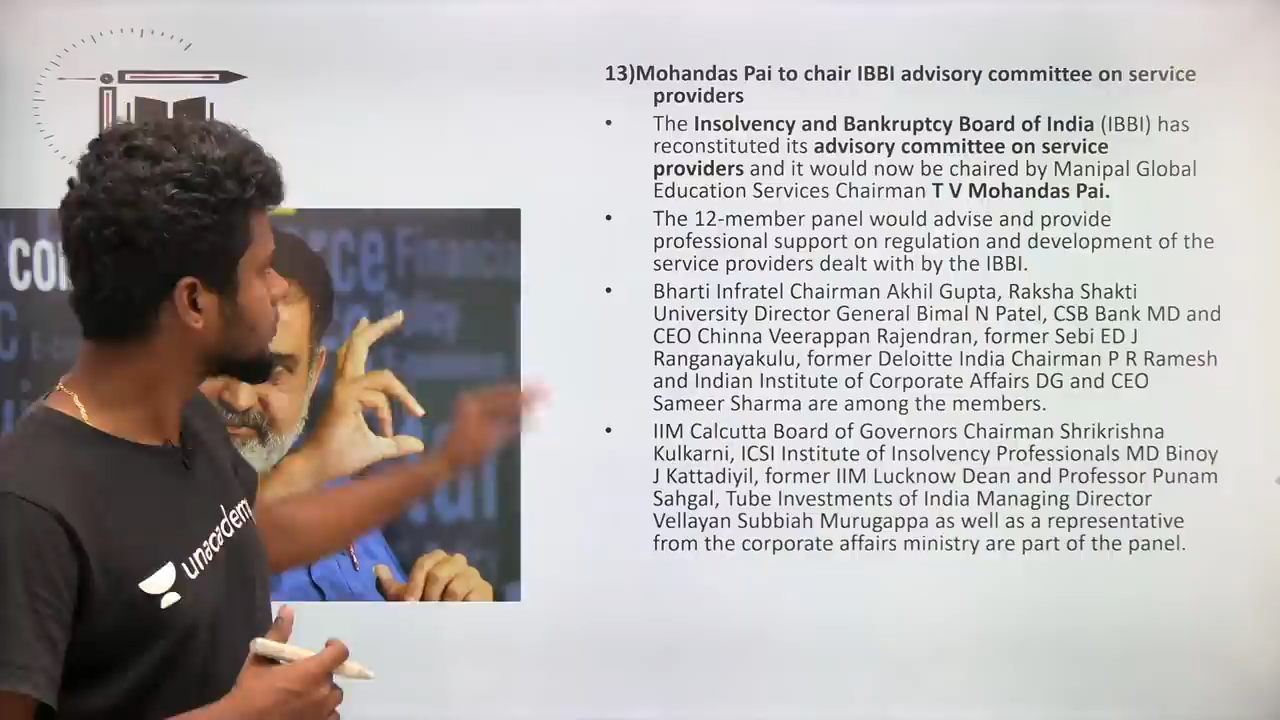 13)Mohandas Pai to chair IBBI advisory committee on service
providers
• The Insolvency and Bankruptcy Board of India (IBBI) has
reconstituted its advisory committee on service
providers and it would now be chaired by Manipal Global
Education Services Chairman T V Mohandas Pai.
• The 12-member panel would advise and provide
professional support on regulation and development of the
service providers dealt with by the IBBI.
• Bharti Infratel Chairman Akhil Gupta, Raksha Shakti
University Director General Bimal N Patel, CSB Bank MD and
CEO Chinna Veerappan Rajendran, former Sebi ED J
Ranganayakulu, former Deloitte India Chairman P R Ramesh
and Indian Institute of Corporate Affairs DG and CEO
Sameer Sharma are among the members.
• IIM Calcutta Board of Governors Chairman Shrikrishna
Kulkarni, ICSI Institute of Insolvency Professionals MD Binoy
J Kattadiyil, former IIM Lucknow Dean and Professor Punam
Sahgal, Tube Investments of India Managing Director
Vellayan Subbiah Murugappa as well as a representative
from the corporate affairs ministry are part of the panel.
unacadem